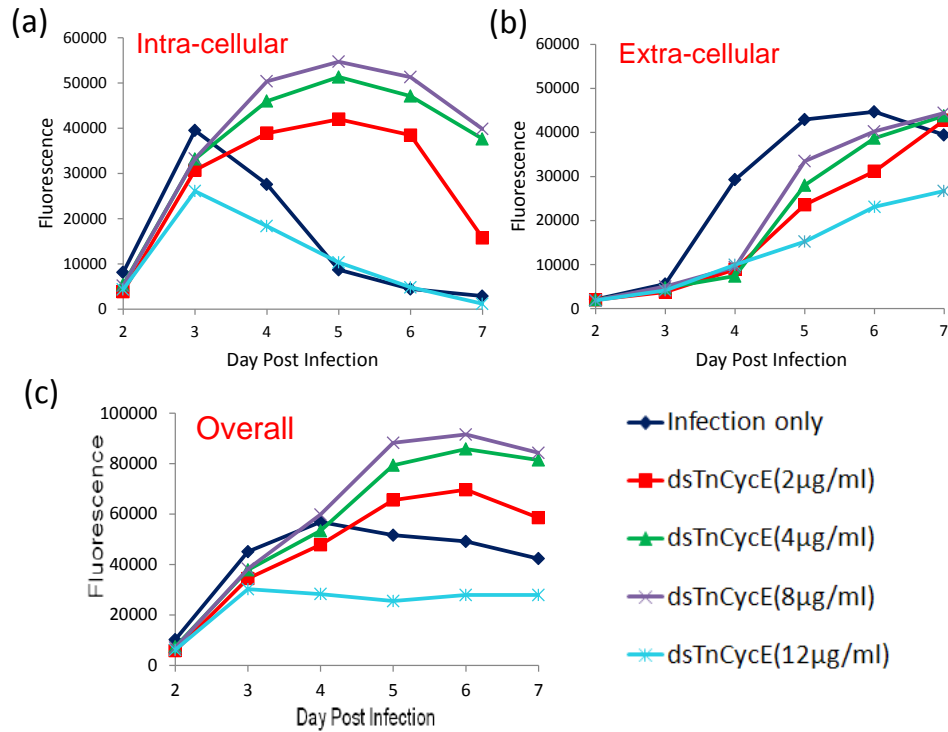 (a)
Intra-cellular
60000
50000
40000
30000
20000
10000
0
Fluorescence
2 3 4 5 6 7
Day Post Infection
(b)
Extra-cellular
60000
50000
40000
30000
20000
10000
0
Fluorescence
2 3 4 5 6 7
Day Post Infection
(c)
Overall
100000
80000
60000
40000
20000
0
Fluorescence
2 3 4 5 6 7
Day Post Infection
Infection only
dsTnCycE(2µg/ml)
dsTnCycE(4µg/ml)
dsTnCycE(8µg/ml)
dsTnCycE(12µg/ml)